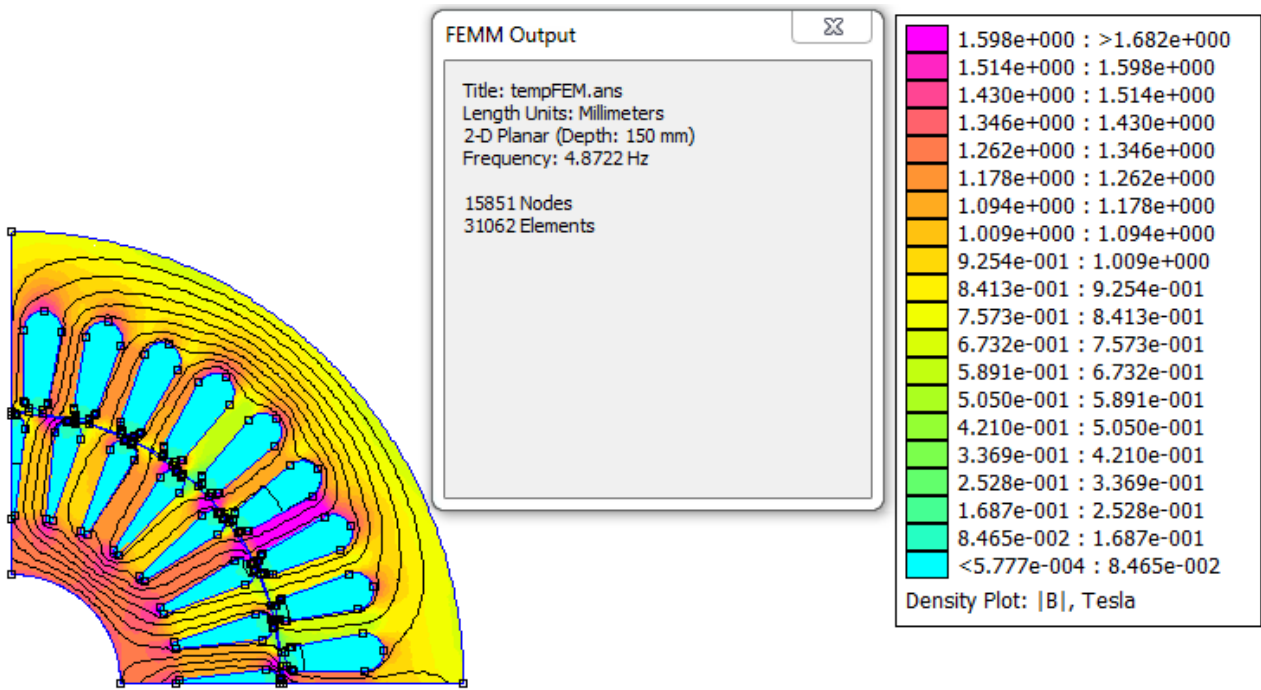 FEMM Output
Title: tempFEM.ans
Length Units: Millimeters
2-D Planar (Depth: 150 mm)
Frequency: 4.8722 Hz
15851 Nodes
31062 Elements
1.598e+000 : >1.682e+000
1.514e+000 : 1.598e+000
1.430e+000 : 1.514e+000
1.346e+000 : 1.430e+000
1.262e+000 : 1.346e+000
1.178e+000 : 1.262e+000
1.094e+000 : 1.178e+000
1.009e+000 : 1.094e+000
9.254e-001 : 1.009e+000
8.413e-001 : 9.254e-001
7.573e-001 : 8.413e-001
6.732e-001 : 7.573e-001
5.891e-001 : 6.732e-001
5.050e-001 : 5.891e-001
4.210e-001 : 5.050e-001
3.369e-001 : 4.210e-001
2.528e-001 : 3.369e-001
1.687e-001 : 2.528e-001
8.465e-002 : 1.687e-001
<5.777e-004 : 8.465e-002
Density Plot: |B|, Tesla